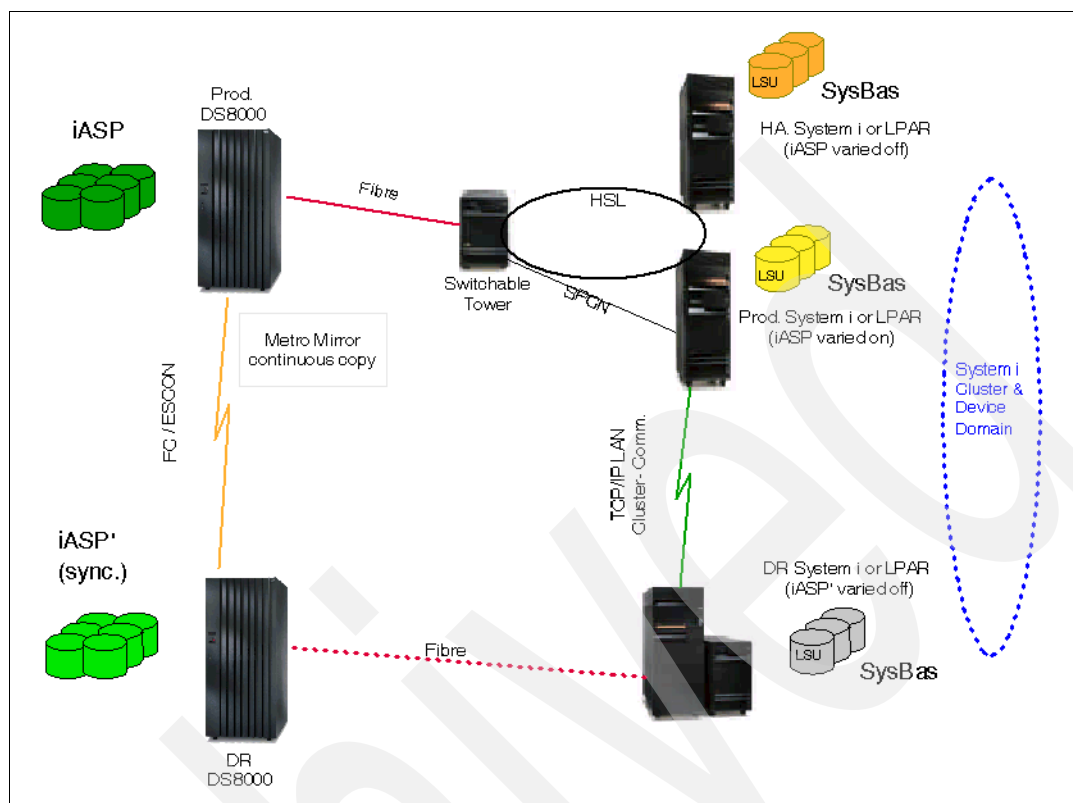 Prod.
DS8000
iASP
LSU
SysBas
HA. System i or LPAR
(iASP varied off)
Fibre
HSL
Switchable
Tower
SPCN
LSU
SysBas
Prod. System i or LPAR
(iASP varied on)
Metro Mirror
continuous copy
FC / ESCON
System i
Cluster &
Device
Domain
TCP/IP LAN
Cluster- Comm.
iASP'
(sync.)
DR System i or LPAR
(iASP' varied off)
Fibre
LSU
SysBas
DR
DS8000
hived